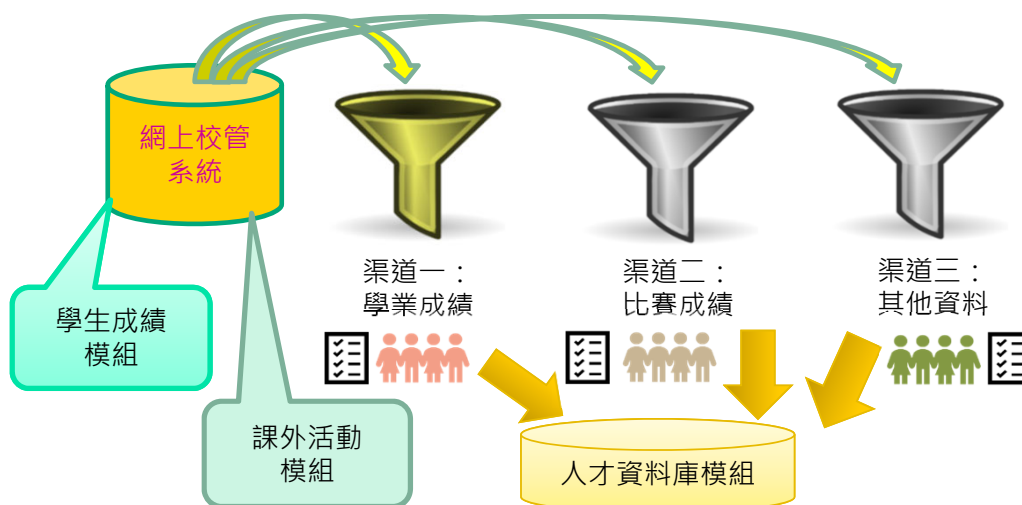 網上校管
系統
渠道一：
學業成績
渠道二：
比賽成績
渠道三：
其他資料
學生成績
模組
課外活動
模組
人才資料庫模組